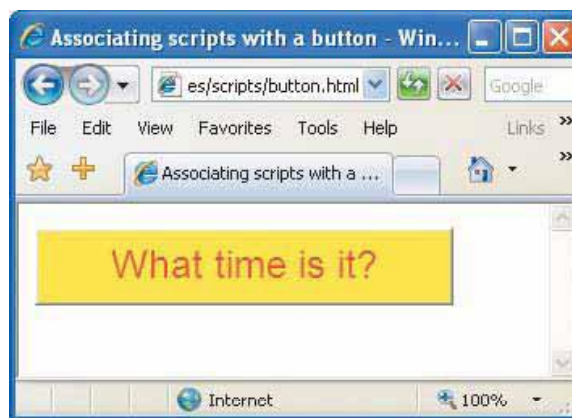 Associating scripts with a button - Win...
es/scripts/button.html
Google
File Edit View Favorites Tools Help Links »
Associating scripts with a ... »
What time is it?
Internet 100%